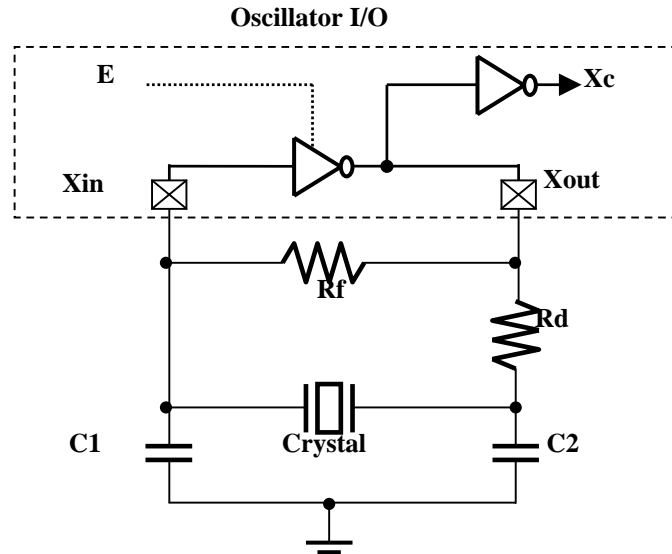 Oscillator I/O
E
Xc
Xin
Xout
Rf
Rd
C1
Crystal
C2